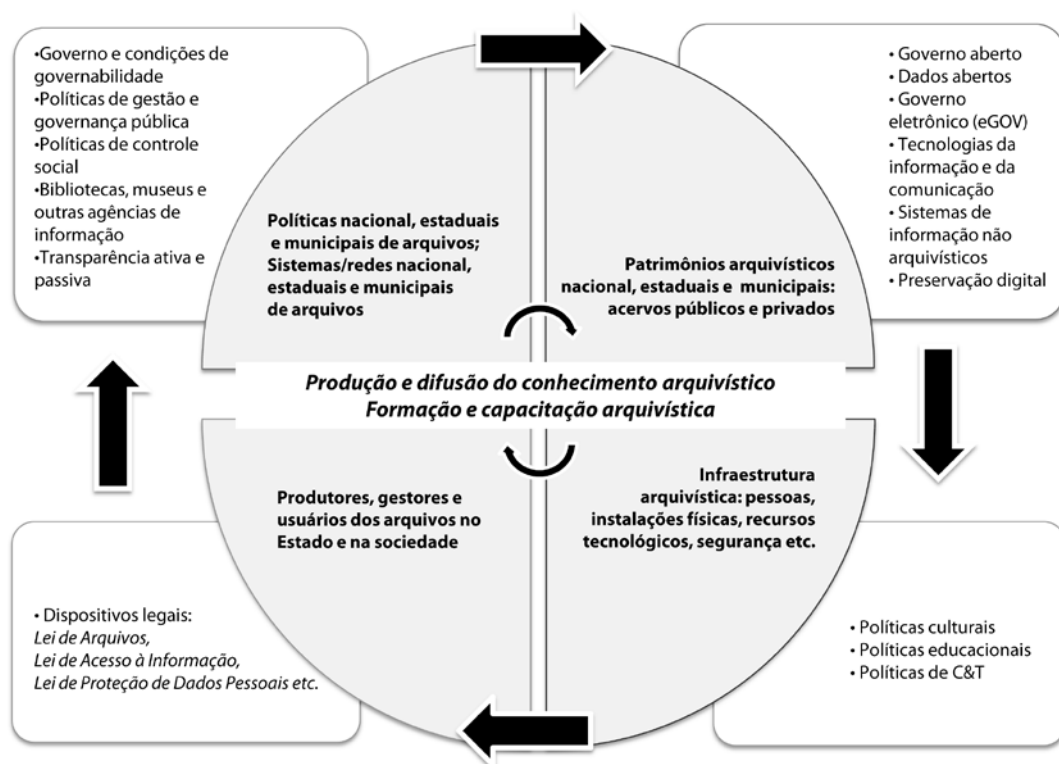 •Governo e condições de
governabilidade
•Políticas de gestão e
governança pública
•Políticas de controle
social
•Bibliotecas, museus e
outras agências de
informação
•Transparência ativa e
passiva
• Governo aberto
• Dados abertos
• Governo
eletrônico (eGOV)
• Tecnologias da
informação e da
comunicação
• Sistemas de
informação não
arquivísticos
• Preservação digital
Políticas nacional, estaduais
e municipais de arquivos;
Sistemas/redes nacional,
estaduais e municipais
de arquivos
Patrimônios arquivísticos
nacional, estaduais e municipais:
acervos públicos e privados
Produção e difusão do conhecimento arquivístico
Formação e capacitação arquivística
Produtores, gestores e
usuários dos arquivos no
Estado e na sociedade
Infraestrutura
arquivística: pessoas,
instalações físicas, recursos
tecnológicos, segurança etc.
• Dispositivos legais:
Lei de Arquivos,
Lei de Acesso à Informação,
Lei de Proteção de Dados Pessoais etc.
• Políticas culturais
• Políticas educacionais
• Políticas de C&T